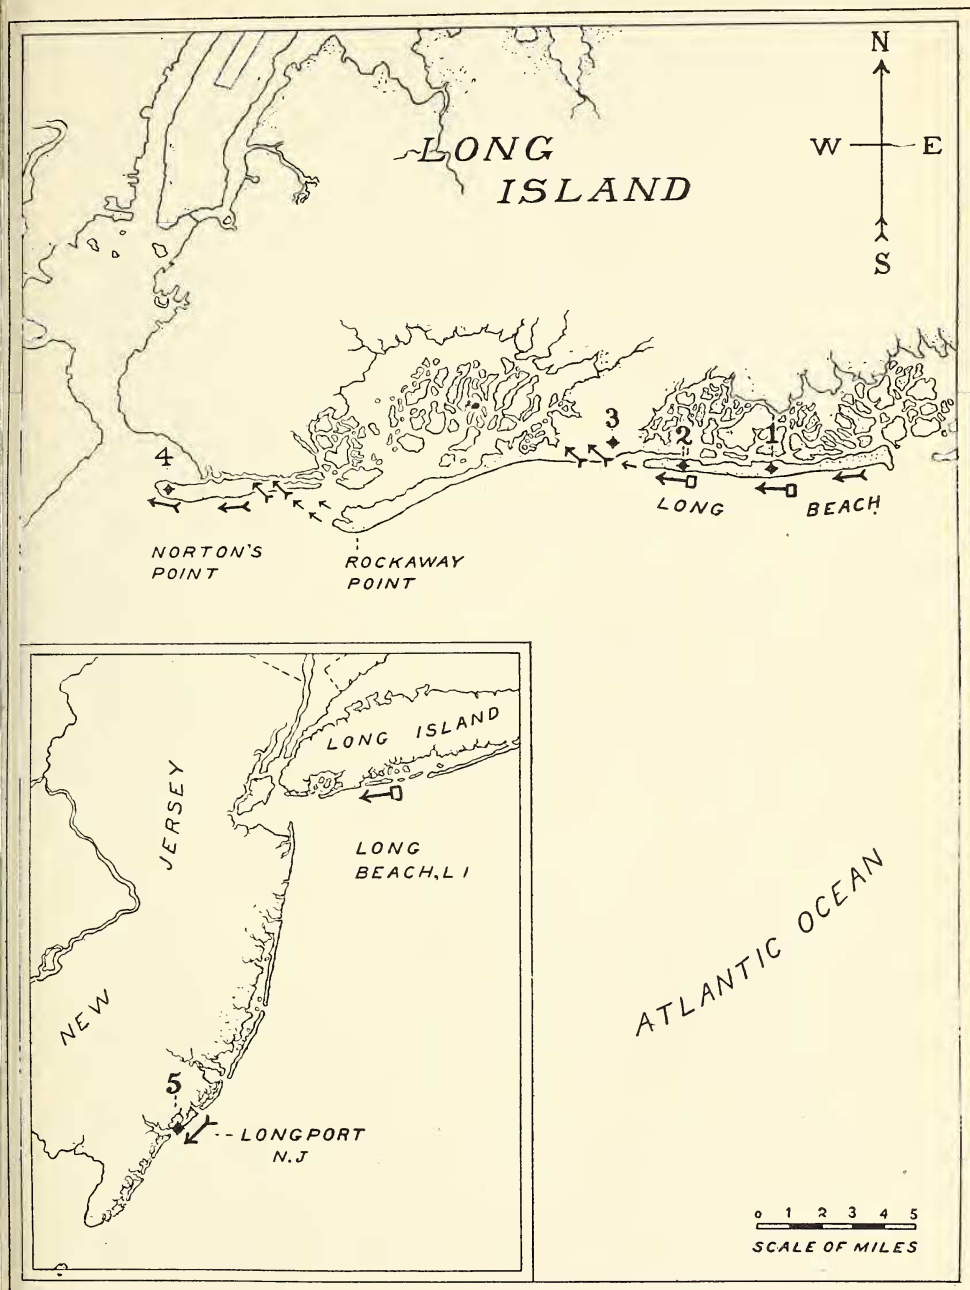 N
W E
S
LONG
ISLAND
3
2
1
4
LONG BEACH
NORTON'S
POINT
ROCKAWAY
POINT
LONG ISLAND
JERSEY
LONG
BEACH, L I
ATLANTIC OCEAN
NEW
5
LONGPORT
N.J
0 1 2 3 4 5
SCALE OF MILES